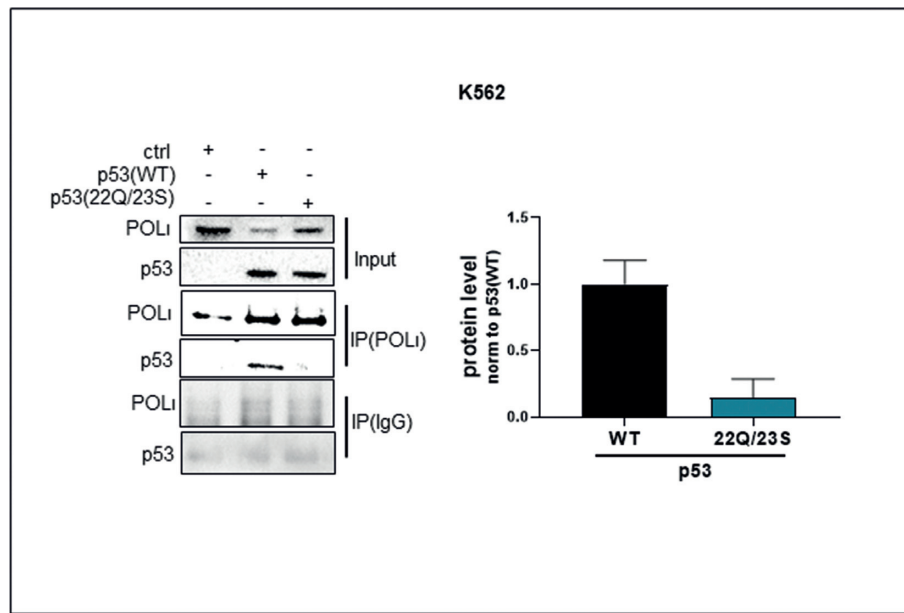 K562
ctrl + - -
p53(WT) - + -
p53(22Q/23S) - - +
POLι
p53
Input
POLι
p53
IP(POLι)
POLι
p53
IP(IgG)
protein level
norm to p53(WT)
1.5
1.0
0.5
0.0
WT 22Q/23S
p53